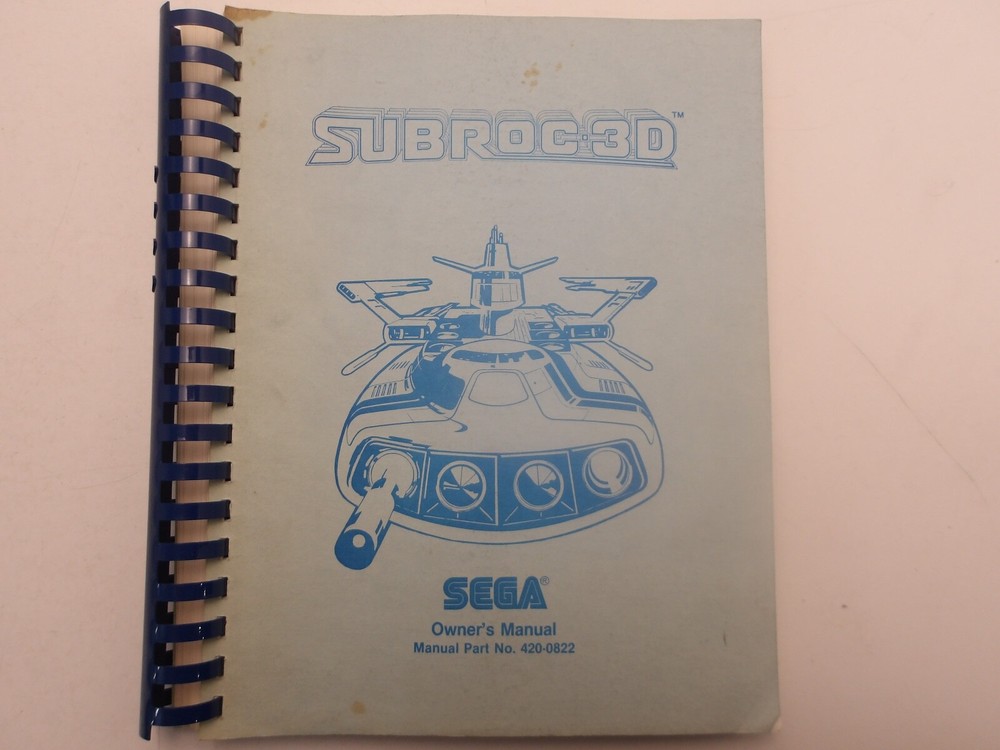 SUBROC-3D™
SEGA®
Owner's Manual
Manual Part No. 420-0822